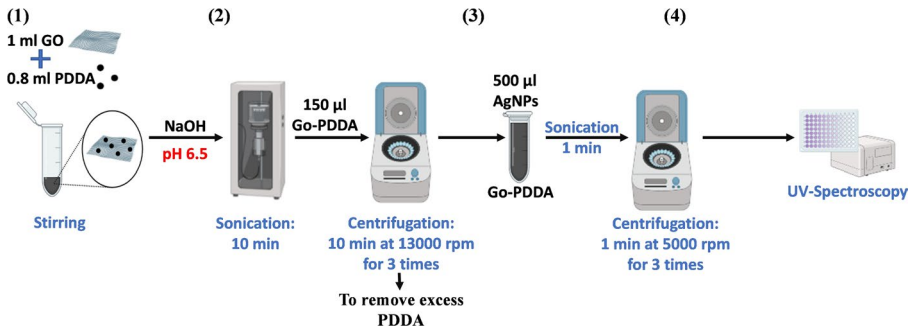 (1)
1 ml GO
+
0.8 ml PDDA
Stirring
NaOH
pH 6.5
(2)
Sonication:
10 min
150 µl
Go-PDDA
Centrifugation:
10 min at 13000 rpm
for 3 times
To remove excess
PDDA
(3)
500 µl
AgNPs
Go-PDDA
Sonication
1 min
(4)
Centrifugation:
1 min at 5000 rpm
for 3 times
UV-Spectroscopy